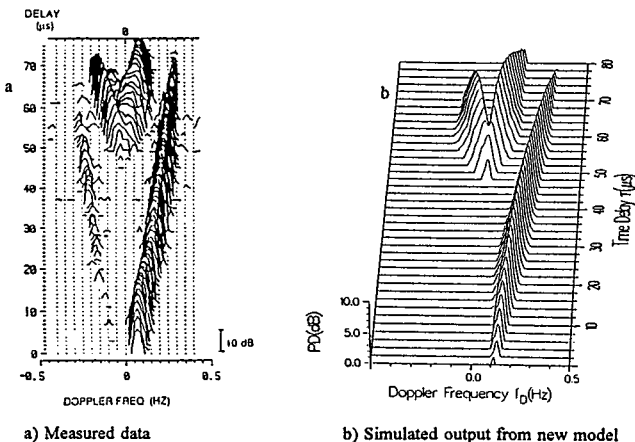 DELAY
(μs)
0
a
70
60
50
40
30
20
10
0
-0.5
0
0.5
10 dB
DOPPLER FREQ (HZ)
a) Measured data
b
80
70
60
50
40
30
20
10
Time Delay τ(μs)
10.0
5.0
0.0
PD(dB)
0.0
0.5
Doppler Frequency f_D(Hz)
b) Simulated output from new model